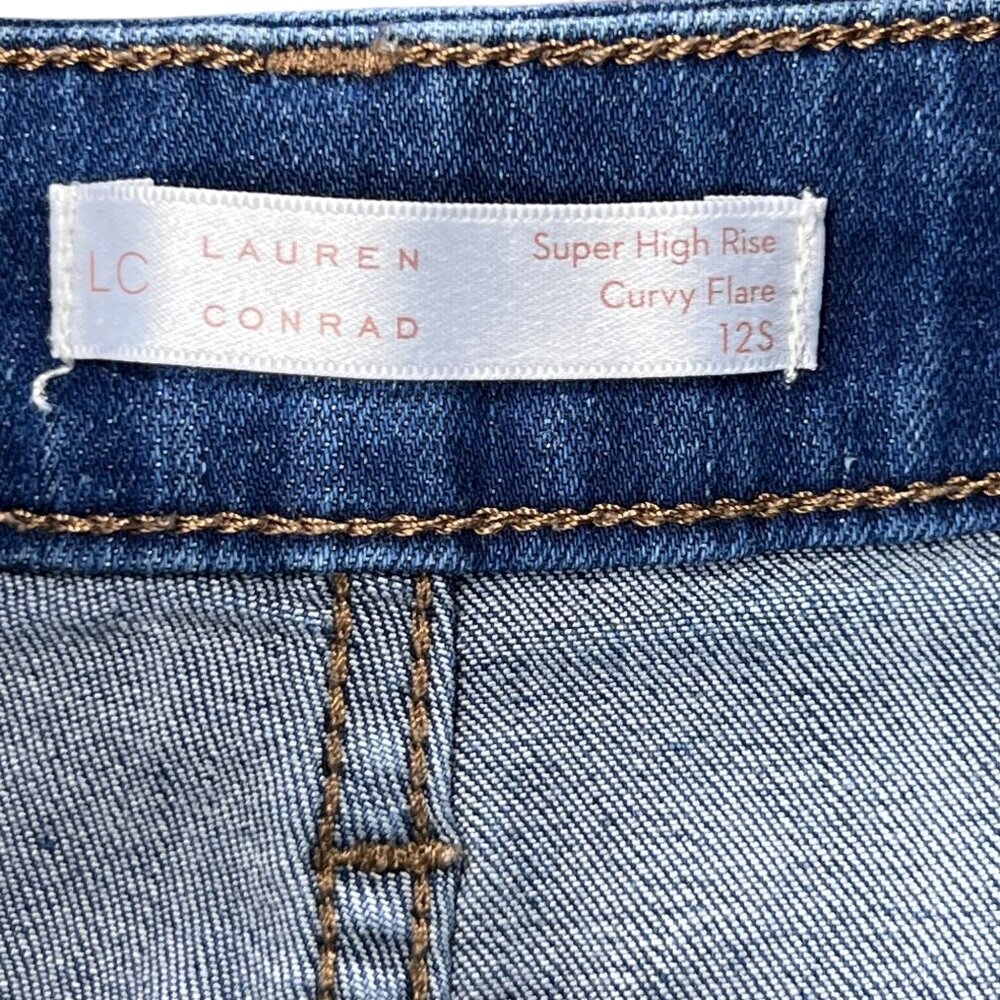 LC
LAUREN
CONRAD
Super High Rise
Curvy Flare
12S